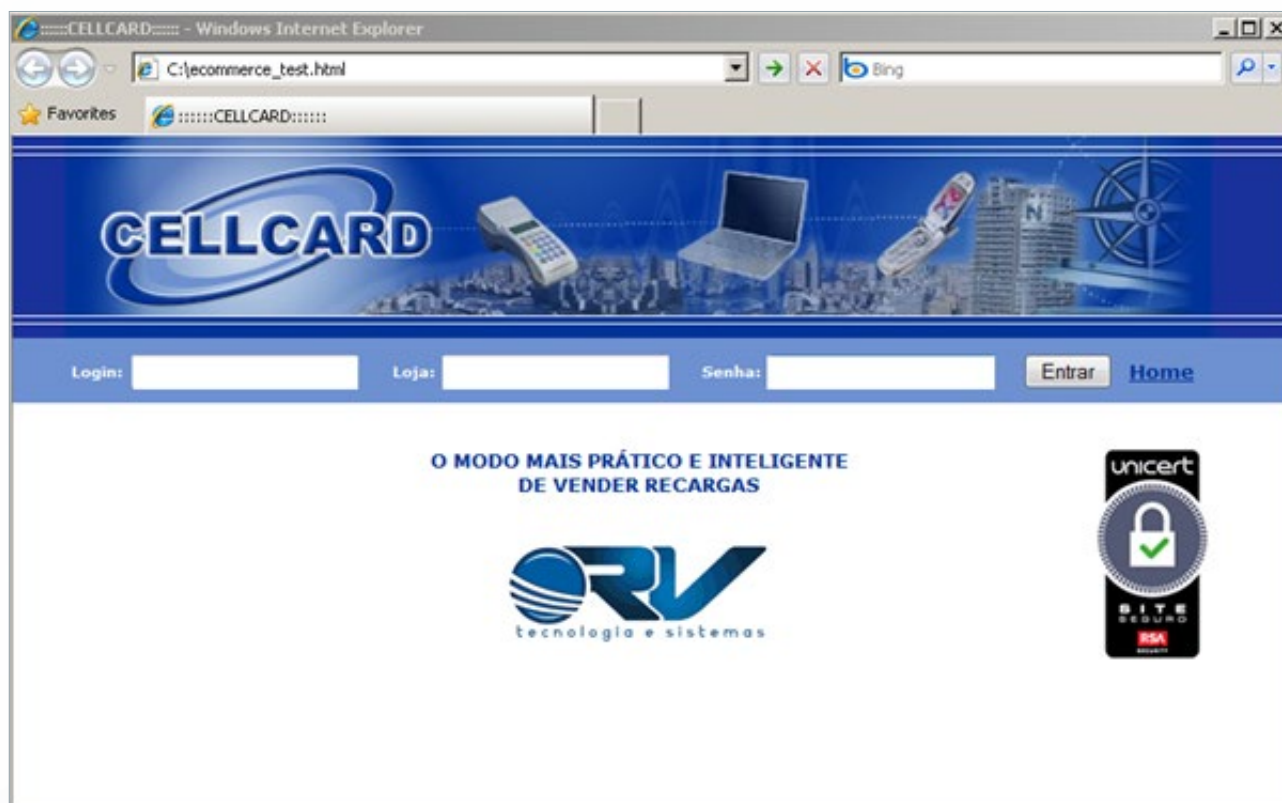 ::::::CELLCARD:::::: - Windows Internet Explorer
C:\ecommerce_test.html
Bing
Favorites
::::::CELLCARD::::::
CELLCARD
N
Login:
Loja:
Senha:
Entrar
Home
O MODO MAIS PRÁTICO E INTELIGENTE
DE VENDER RECARGAS
unicert
RV
tecnologia e sistemas
SITE
SEGURO
RSA
SECURITY